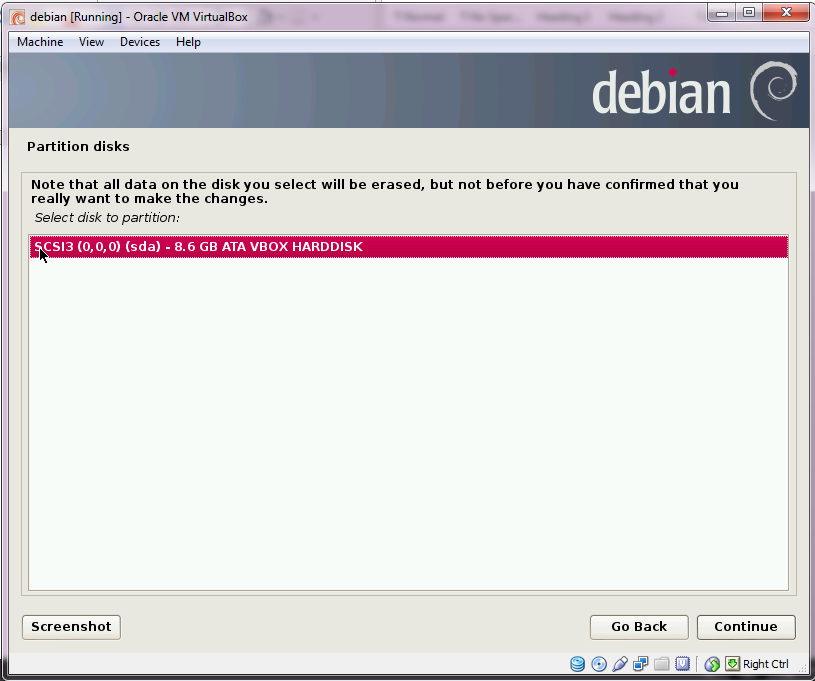 debian [Running] - Oracle VM VirtualBox
Machine View Devices Help
debian
Partition disks
Note that all data on the disk you select will be erased, but not before you have confirmed that you
really want to make the changes.
Select disk to partition:
SCSI3 (0,0,0) (sda) - 8.6 GB ATA VBOX HARDDISK
Screenshot Go Back Continue
Right Ctrl